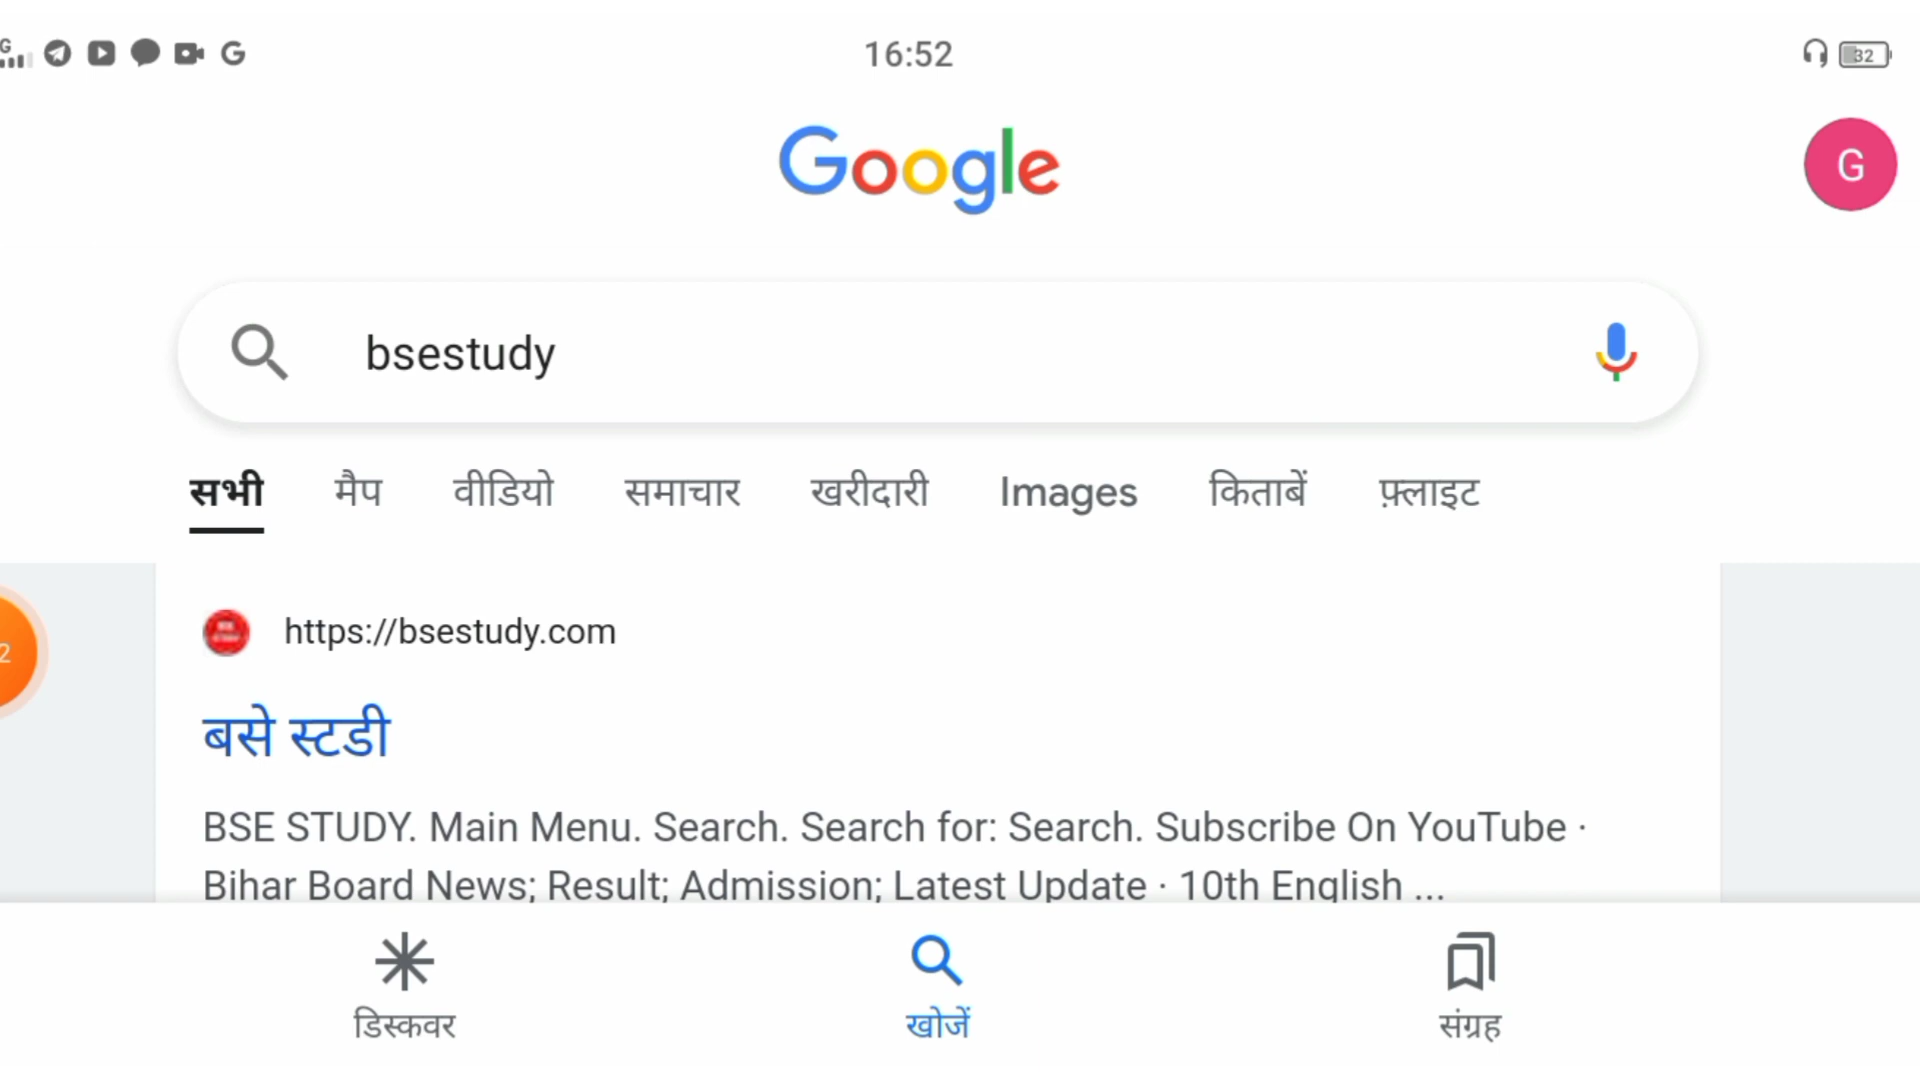 16:52
32
Google
G
bsestudy
सभी मैप वीडियो समाचार खरीदारी Images किताबें फ़्लाइट
https://bsestudy.com
बसे स्टडी
BSE STUDY. Main Menu. Search. Search for: Search. Subscribe On YouTube ·
Bihar Board News; Result; Admission; Latest Update · 10th English ...
डिस्कवर खोजें संग्रह